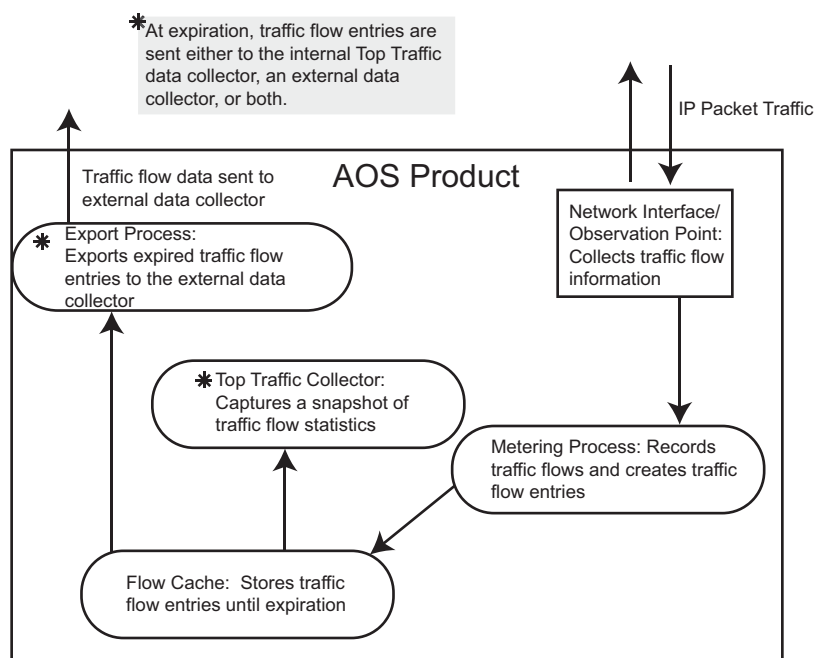 * At expiration, traffic flow entries are
sent either to the internal Top Traffic
data collector, an external data
collector, or both.
IP Packet Traffic
AOS Product
Traffic flow data sent to
external data collector
Network Interface/
Observation Point:
Collects traffic flow
information
* Export Process:
Exports expired traffic flow
entries to the external data
collector
* Top Traffic Collector:
Captures a snapshot of
traffic flow statistics
Metering Process: Records
traffic flows and creates traffic
flow entries
Flow Cache: Stores traffic
flow entries until expiration